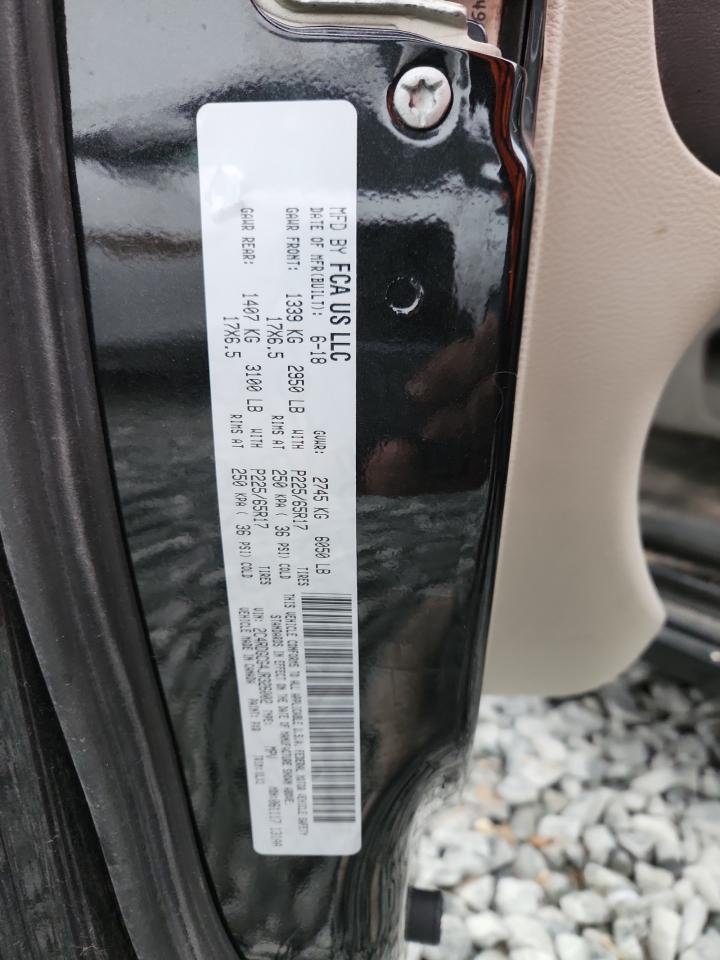 MFD BY FCA US LLC
DATE OF MFR(BUILT): 6-18 GVWR: 2745 KG 6050 LB
GAWR FRONT: 1339 KG 2950 LB WITH P225/65R17 TIRES
17X6.5 RIMS AT 250 KPA ( 36 PSI) COLD
GAWR REAR: 1407 KG 3100 LB WITH P225/65R17 TIRES
17X6.5 RIMS AT 250 KPA ( 36 PSI) COLD
THIS VEHICLE CONFORMS TO ALL APPLICABLE U.S.A. FEDERAL MOTOR VEHICLE SAFETY
STANDARDS IN EFFECT ON THE DATE OF MANUFACTURE SHOWN ABOVE.
VIN: TYPE: MPV
VEHICLE MADE IN CANADA PAINT: TRIM: